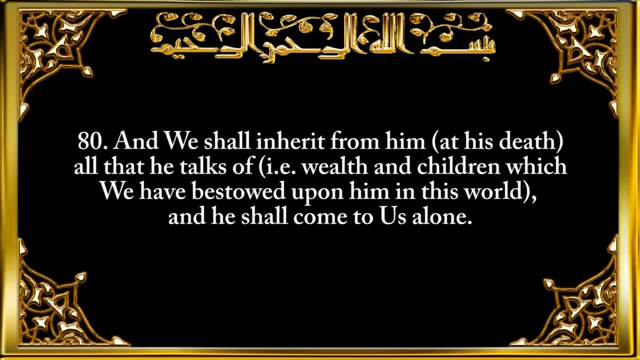 بسم الله الرحمن الرحيم
80. And We shall inherit from him (at his death)
all that he talks of (i.e. wealth and children which
We have bestowed upon him in this world),
and he shall come to Us alone.